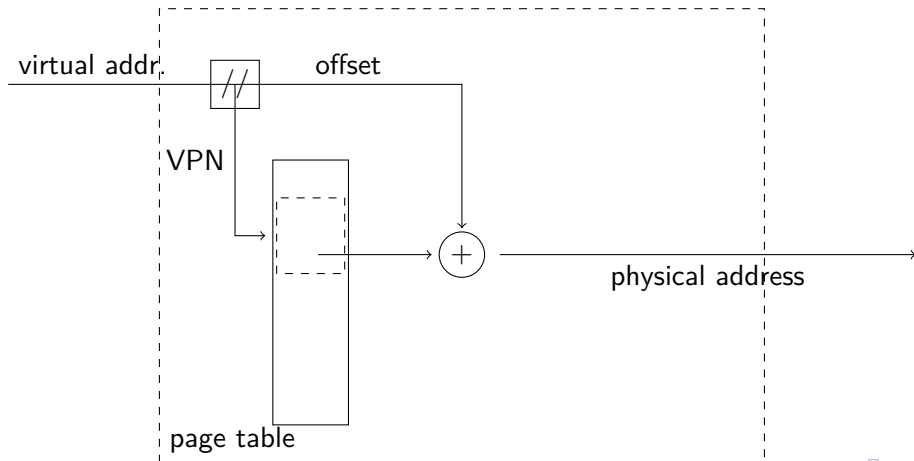 virtual addr.
//
offset
VPN
+
physical address
page table